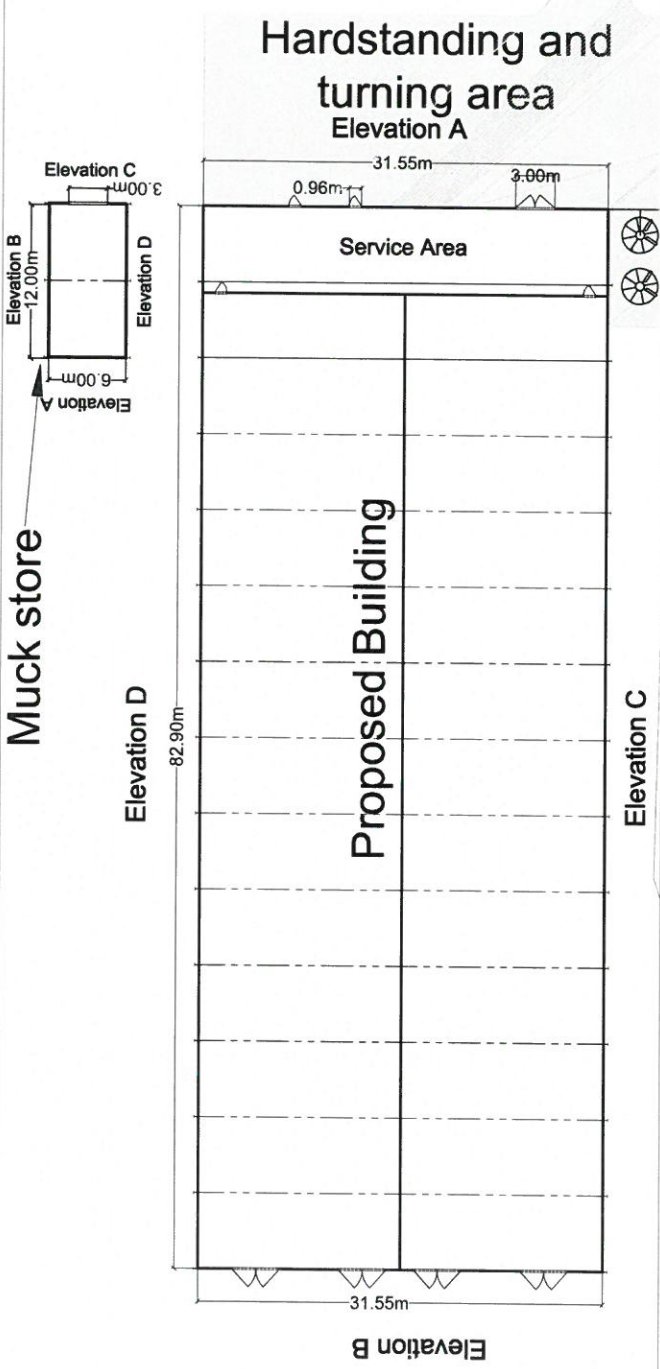 Hardstanding and
turning area
Elevation A
31.55m
0.96m
3.00m
Service Area
Elevation C
3.00m
Elevation B
12.00m
Elevation D
6.00m
Elevation A
Muck store
Elevation D
82.90m
Proposed Building
Elevation C
31.55m
Elevation B